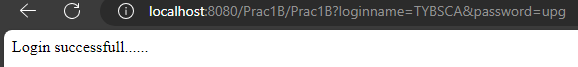 localhost:8080/Prac1B/Prac1B?loginname=TYBSCA&password=upg
Login successfull......